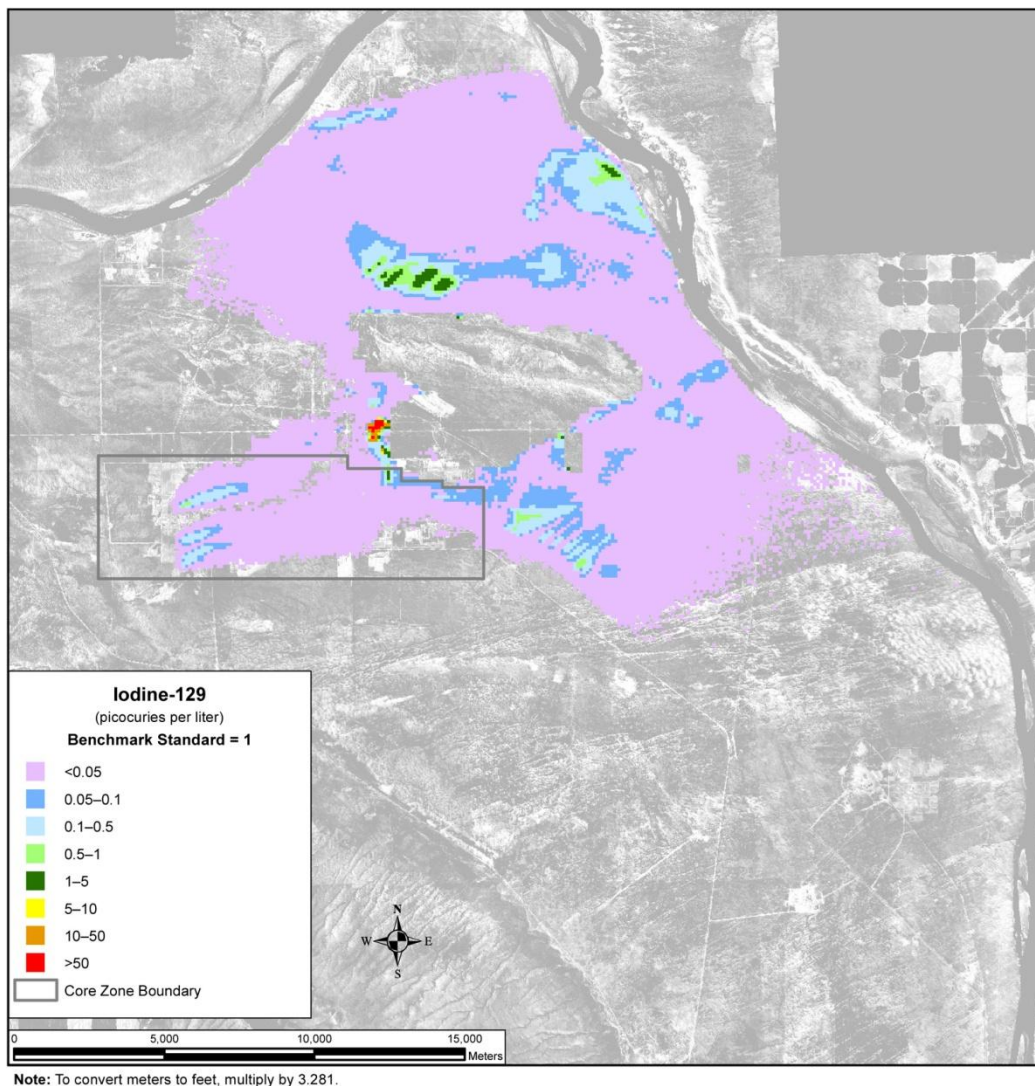 Iodine-129
(picocuries per liter)
Benchmark Standard = 1
<0.05
0.05–0.1
0.1–0.5
0.5–1
1–5
5–10
10–50
>50
Core Zone Boundary
N
W E
S
0 5,000 10,000 15,000
Meters
Note: To convert meters to feet, multiply by 3.281.